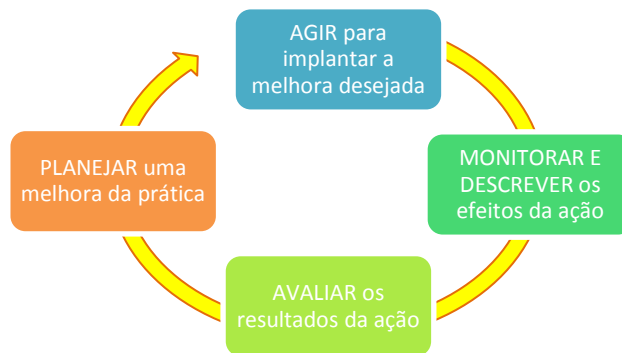 AGIR para
implantar a
melhora desejada
MONITORAR E
DESCREVER os
efeitos da ação
AVALIAR os
resultados da ação
PLANEJAR uma
melhora da prática